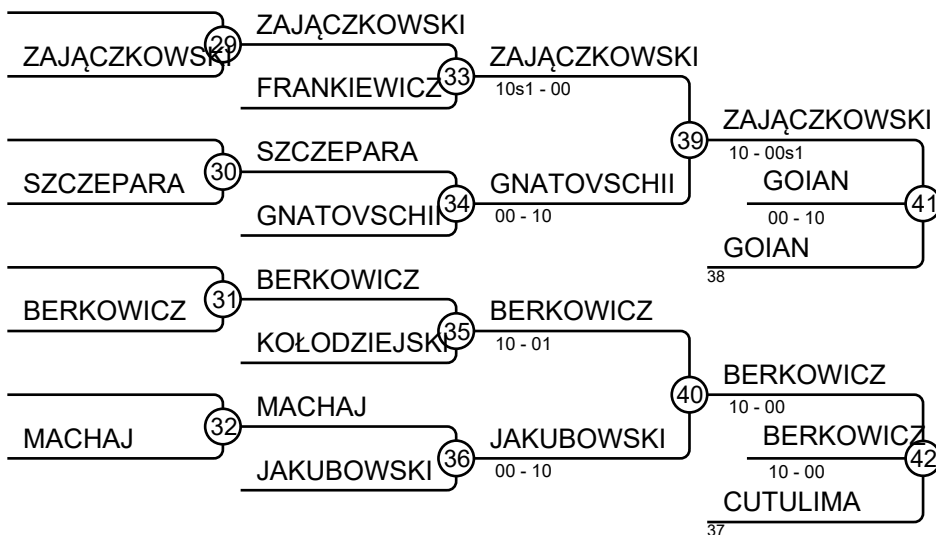 ZAJĄCZKOWSKI
29
ZAJĄCZKOWSKI
FRANKIEWICZ
33
ZAJĄCZKOWSKI
10s1 - 00
SZCZEPARA
30
SZCZEPARA
GNATOVSCHII
34
GNATOVSCHII
00 - 10
39
ZAJĄCZKOWSKI
10 - 00s1
GOIAN
00 - 10
41
GOIAN
38
BERKOWICZ
31
BERKOWICZ
KOŁODZIEJSKI
35
BERKOWICZ
10 - 01
MACHAJ
32
MACHAJ
JAKUBOWSKI
36
JAKUBOWSKI
00 - 10
40
BERKOWICZ
10 - 00
BERKOWICZ
10 - 00
42
CUTULIMA
37